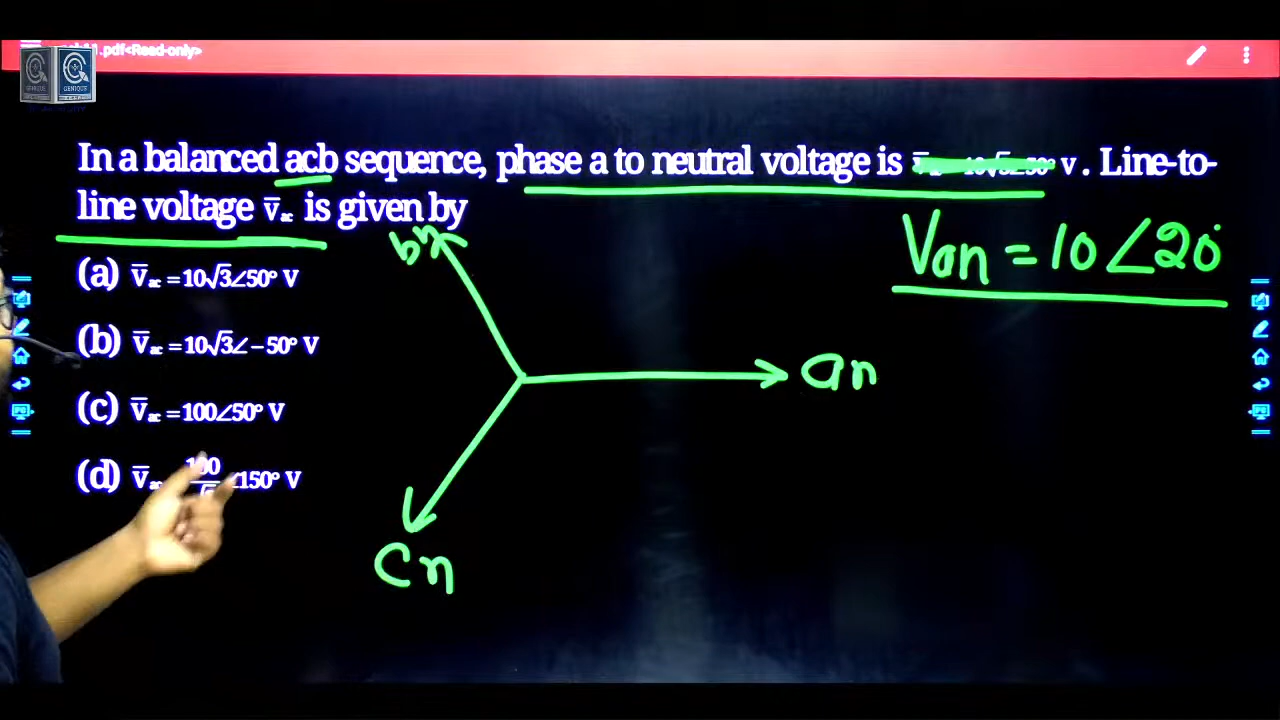 .pdf<Read-only>
GENIQUE GENIQUE
In a balanced acb sequence, phase a to neutral voltage is V. Line-to-
line voltage V̅ac is given by
Van = 10∠20°
(a) V̅ac = 10√3∠50° V
(b) V̅ac = 10√3∠−50° V
(c) V̅ac = 100∠50° V
(d) V̅a 150° V
bn
an
Cn